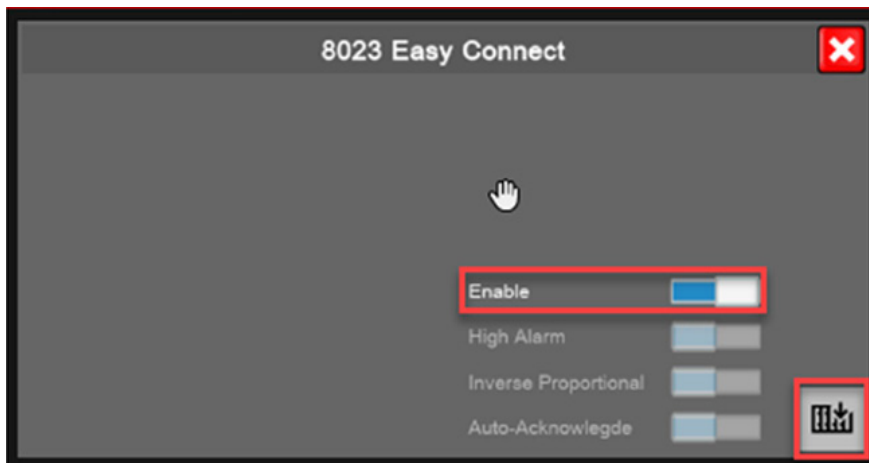 8023 Easy Connect
Enable
High Alarm
Inverse Proportional
Auto-Acknowlegde